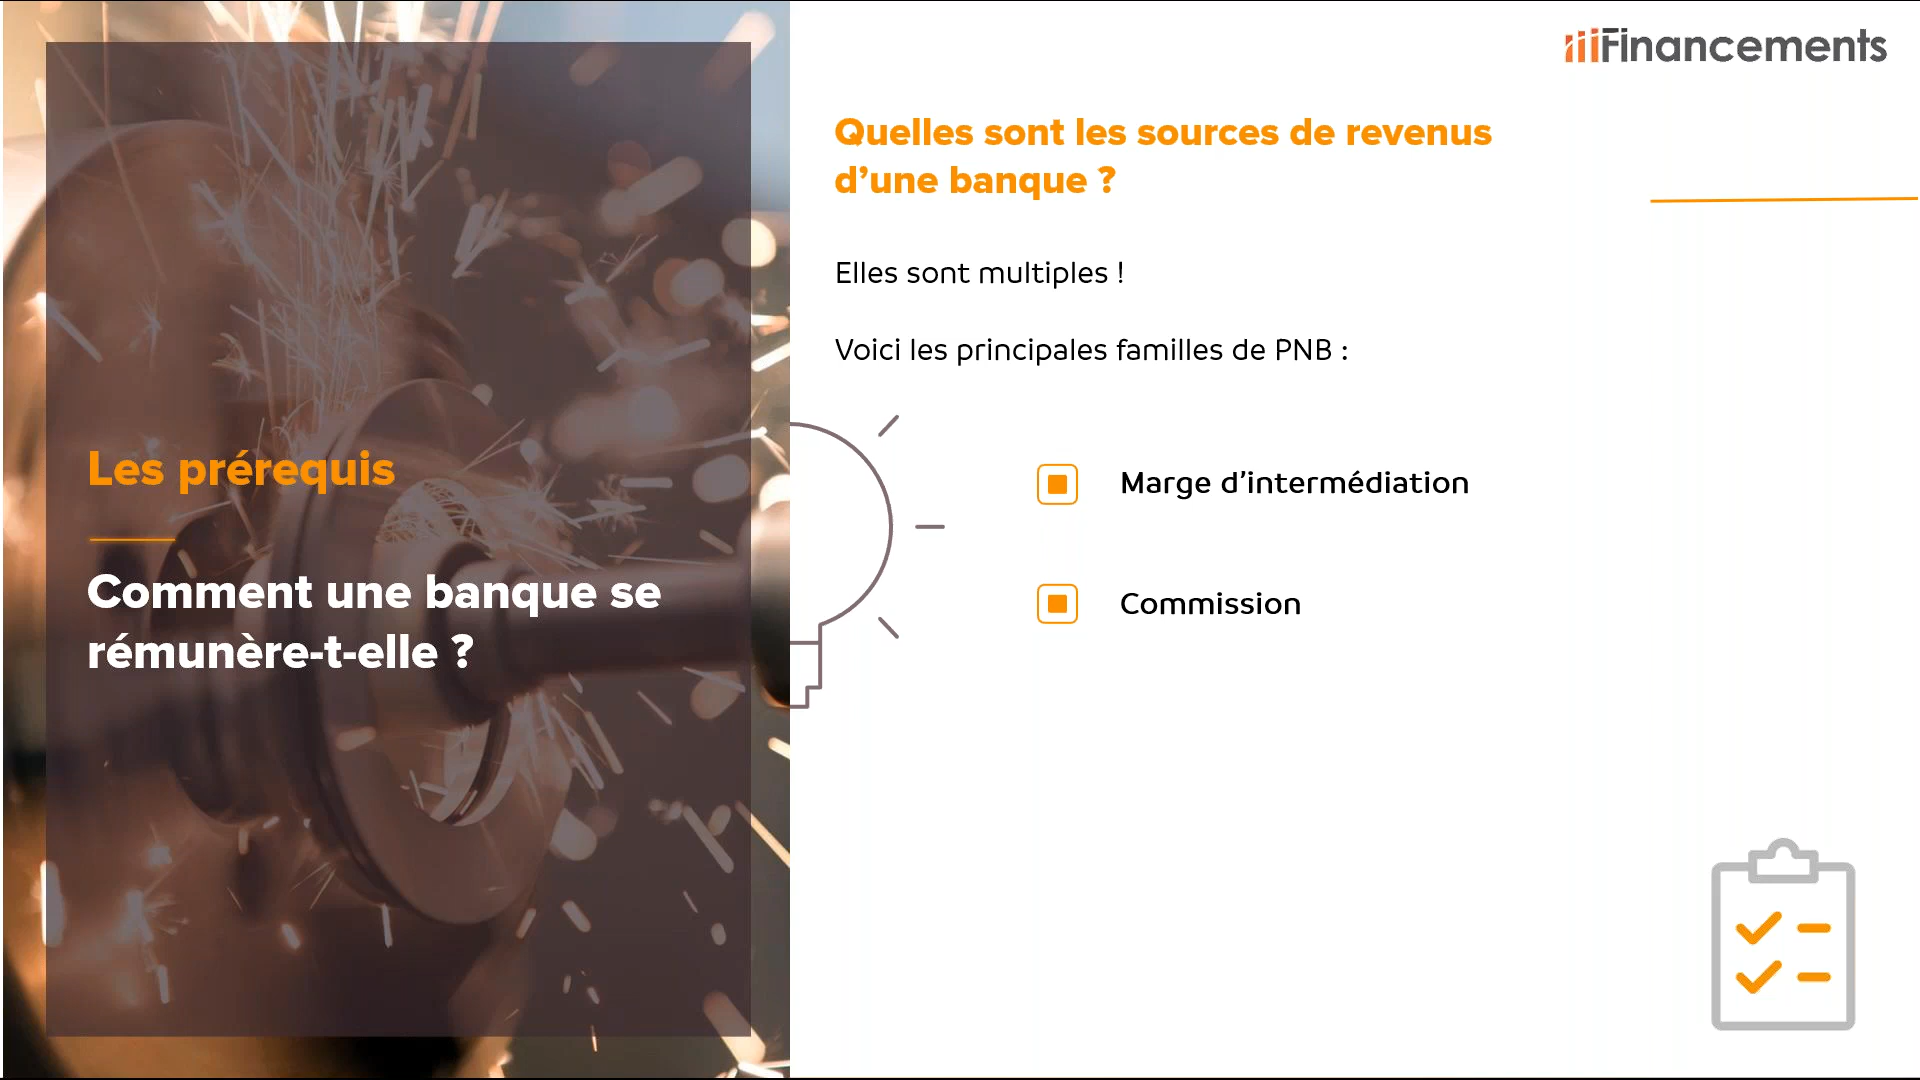 Financements
Quelles sont les sources de revenus
d’une banque ?
Elles sont multiples !
Voici les principales familles de PNB :
Marge d’intermédiation
Commission
Les prérequis
Comment une banque se
rémunère-t-elle ?